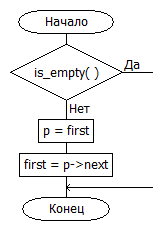 Начало
is_empty( )
Да
Нет
p = first
first = p->next
Конец